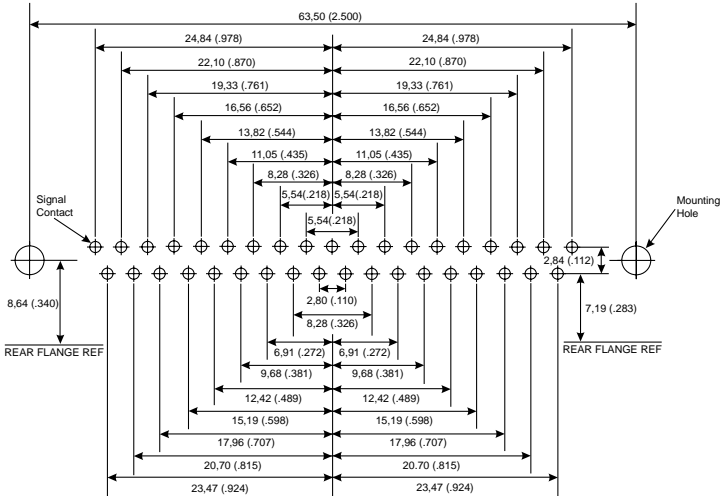 63,50 (2.500)
24,84 (.978) 24,84 (.978)
22,10 (.870) 22,10 (.870)
19,33 (.761) 19,33 (.761)
16,56 (.652) 16,56 (.652)
13,82 (.544) 13,82 (.544)
11,05 (.435) 11,05 (.435)
8,28 (.326) 8,28 (.326)
5,54(.218) 5,54(.218)
5,54(.218)
Signal
Contact
Mounting
Hole
2,84 (.112)
8,64 (.340)
2,80 (.110)
7,19 (.283)
8,28 (.326)
REAR FLANGE REF
6,91 (.272) 6,91 (.272)
REAR FLANGE REF
9,68 (.381) 9,68 (.381)
12,42 (.489) 12,42 (.489)
15,19 (.598) 15,19 (.598)
17,96 (.707) 17,96 (.707)
20,70 (.815) 20.70 (.815)
23,47 (.924) 23,47 (.924)